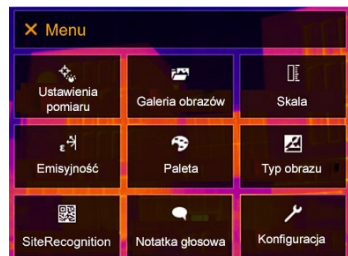 Menu
Ustawienia
pomiaru
Galeria obrazów
Skala
Emisyjność
Paleta
Typ obrazu
SiteRecognition
Notatka głosowa
Konfiguracja